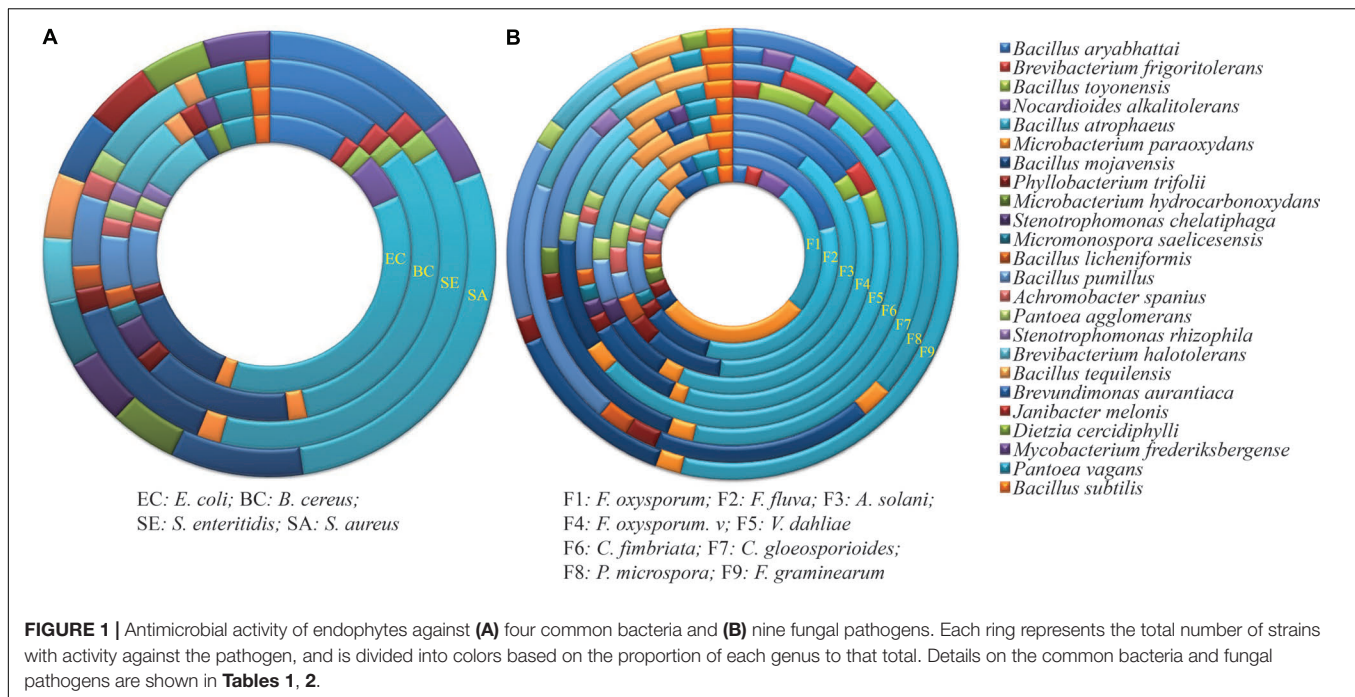 A
B
EC
BC
SE
SA
F1
F2
F3
F4
F5
F6
F7
F8
F9
Bacillus aryabhattai
Brevibacterium frigoritolerans
Bacillus toyonensis
Nocardioides alkalitolerans
Bacillus atrophaeus
Microbacterium paraoxydans
Bacillus mojavensis
Phyllobacterium trifolii
Microbacterium hydrocarbonoxydans
Stenotrophomonas chelatiphaga
Micromonospora saelicesensis
Bacillus licheniformis
Bacillus pumillus
Achromobacter spanius
Pantoea agglomerans
Stenotrophomonas rhizophila
Brevibacterium halotolerans
Bacillus tequilensis
Brevundimonas aurantiaca
Janibacter melonis
Dietzia cercidiphylli
Mycobacterium frederiksbergense
Pantoea vagans
Bacillus subtilis
EC: E. coli; BC: B. cereus;
SE: S. enteritidis; SA: S. aureus
F1: F. oxysporum; F2: F. fluva; F3: A. solani;
F4: F. oxysporum. v; F5: V. dahliae
F6: C. fimbriata; F7: C. gloeosporioides;
F8: P. microspora; F9: F. graminearum
FIGURE 1 | Antimicrobial activity of endophytes against (A) four common bacteria and (B) nine fungal pathogens. Each ring represents the total number of strains
with activity against the pathogen, and is divided into colors based on the proportion of each genus to that total. Details on the common bacteria and fungal
pathogens are shown in Tables 1, 2.